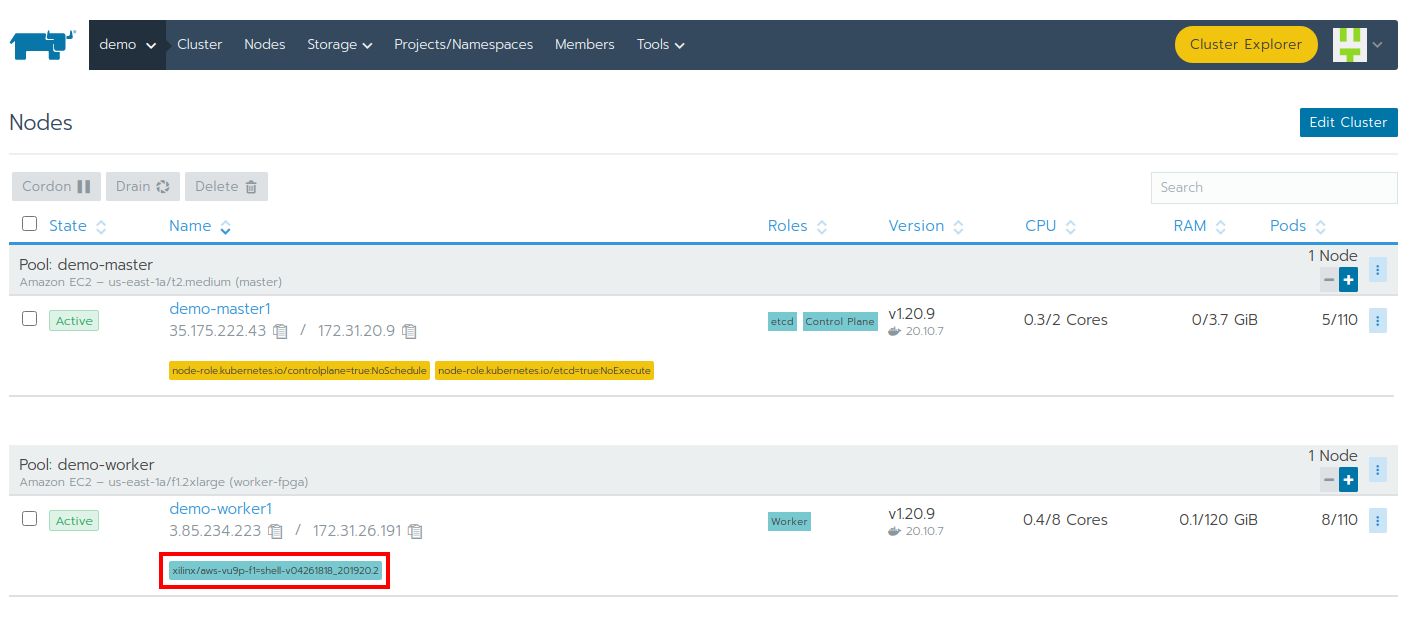 demo Cluster Nodes Storage Projects/Namespaces Members Tools Cluster Explorer
Nodes
Edit Cluster
Cordon Drain Delete
Search
State Name Roles Version CPU RAM Pods
Pool: demo-master
1 Node
Amazon EC2 – us-east-1a/t2.medium (master)
Active
demo-master1
35.175.222.43 / 172.31.20.9
etcd Control Plane
v1.20.9
20.10.7
0.3/2 Cores
0/3.7 GiB
5/110
node-role.kubernetes.io/controlplane=true:NoSchedule node-role.kubernetes.io/etcd=true:NoExecute
Pool: demo-worker
1 Node
Amazon EC2 – us-east-1a/f1.2xlarge (worker-fpga)
Active
demo-worker1
3.85.234.223 / 172.31.26.191
Worker
v1.20.9
20.10.7
0.4/8 Cores
0.1/120 GiB
8/110
xilinx/aws-vu9p-f1=shell-v04261818_201920.2